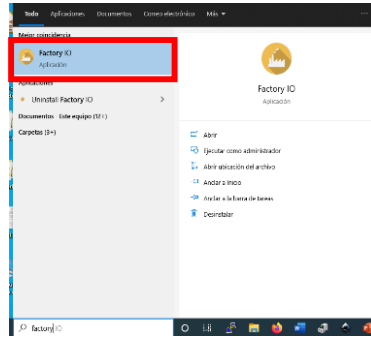 Todo Aplicaciones Documentos Correo electrónico Más
Mejor coincidencia
Factory IO
Aplicación
Aplicaciones
Uninstall Factory IO
Documentos Este equipo
Carpetas (3+)
Factory IO
Aplicación
Abrir
Ejecutar como administrador
Abrir ubicación del archivo
Anclar a Inicio
Anclar a la barra de tareas
Desinstalar
factory IO